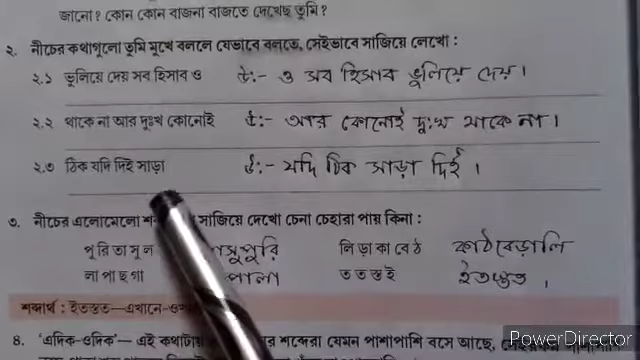 জানো? কোন কোন বাজনা বাজতে দেখেছ তুমি?
২. নীচের কথাগুলো তুমি মুখে বললে যেভাবে বলতে, সেইভাবে সাজিয়ে লেখো :
২.১ ভুলিয়ে দেয় সব হিসাব ও উ:- ও সব হিসাব ভুলিয়ে দেয়।
২.২ থাকে না আর দুঃখ কোনোই উ:- আর কোনোই দু:খ থাকে না।
২.৩ ঠিক যদি দিই সাড়া উ:- যদি ঠিক সাড়া দিই।
৩. নীচের এলোমেলো সাজিয়ে দেখো চেনা চেহারা পায় কিনা :
পু রি তা সু ল সুপুরি লি ড়া কা বে ঠ কাঠবেড়ালি
লা পা ছ গা পালা ত ত স্ত ই ইতস্তত।
শব্দার্থ : ইতস্তত—এখানে-
৪. 'এদিক-ওদিক'— এই কথাটায় শব্দেরা যেমন পাশাপাশি বসে আছে,
PowerDirector